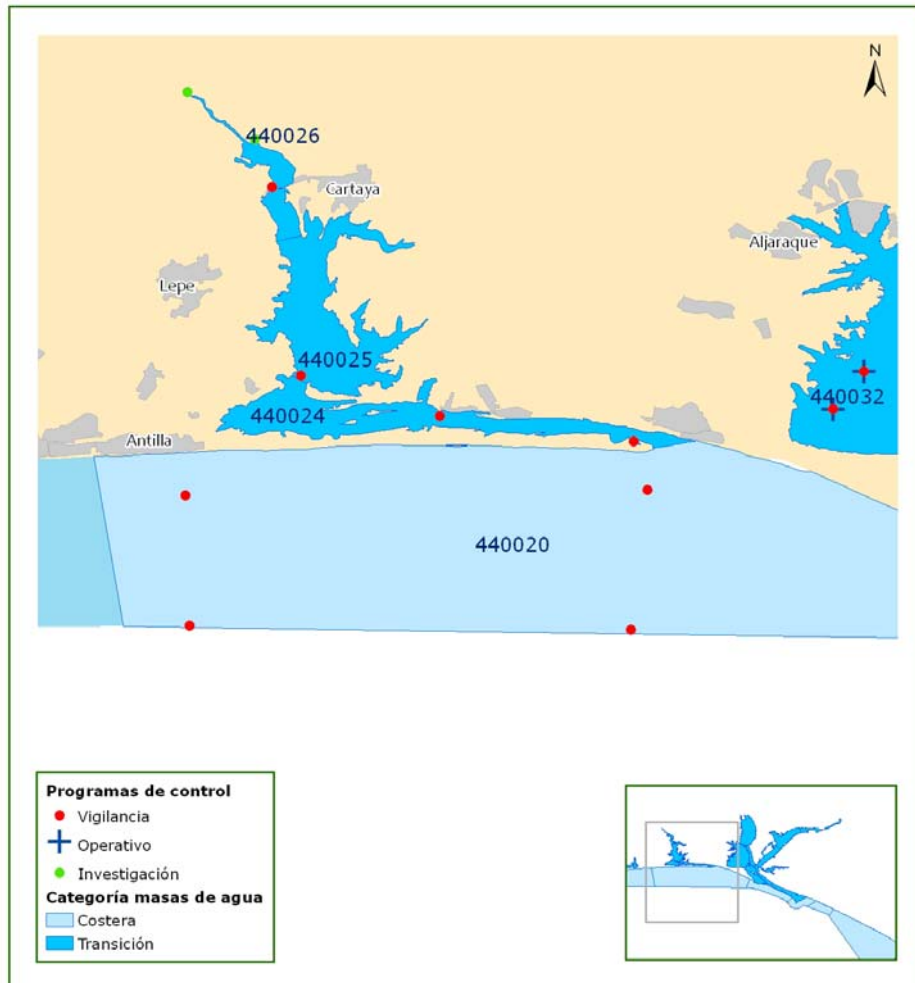 N
440026
Cartaya
Aljaraque
Lepe
440025
440032
440024
Antilla
440020
Programas de control
Vigilancia
Operativo
Investigación
Categoría masas de agua
Costera
Transición